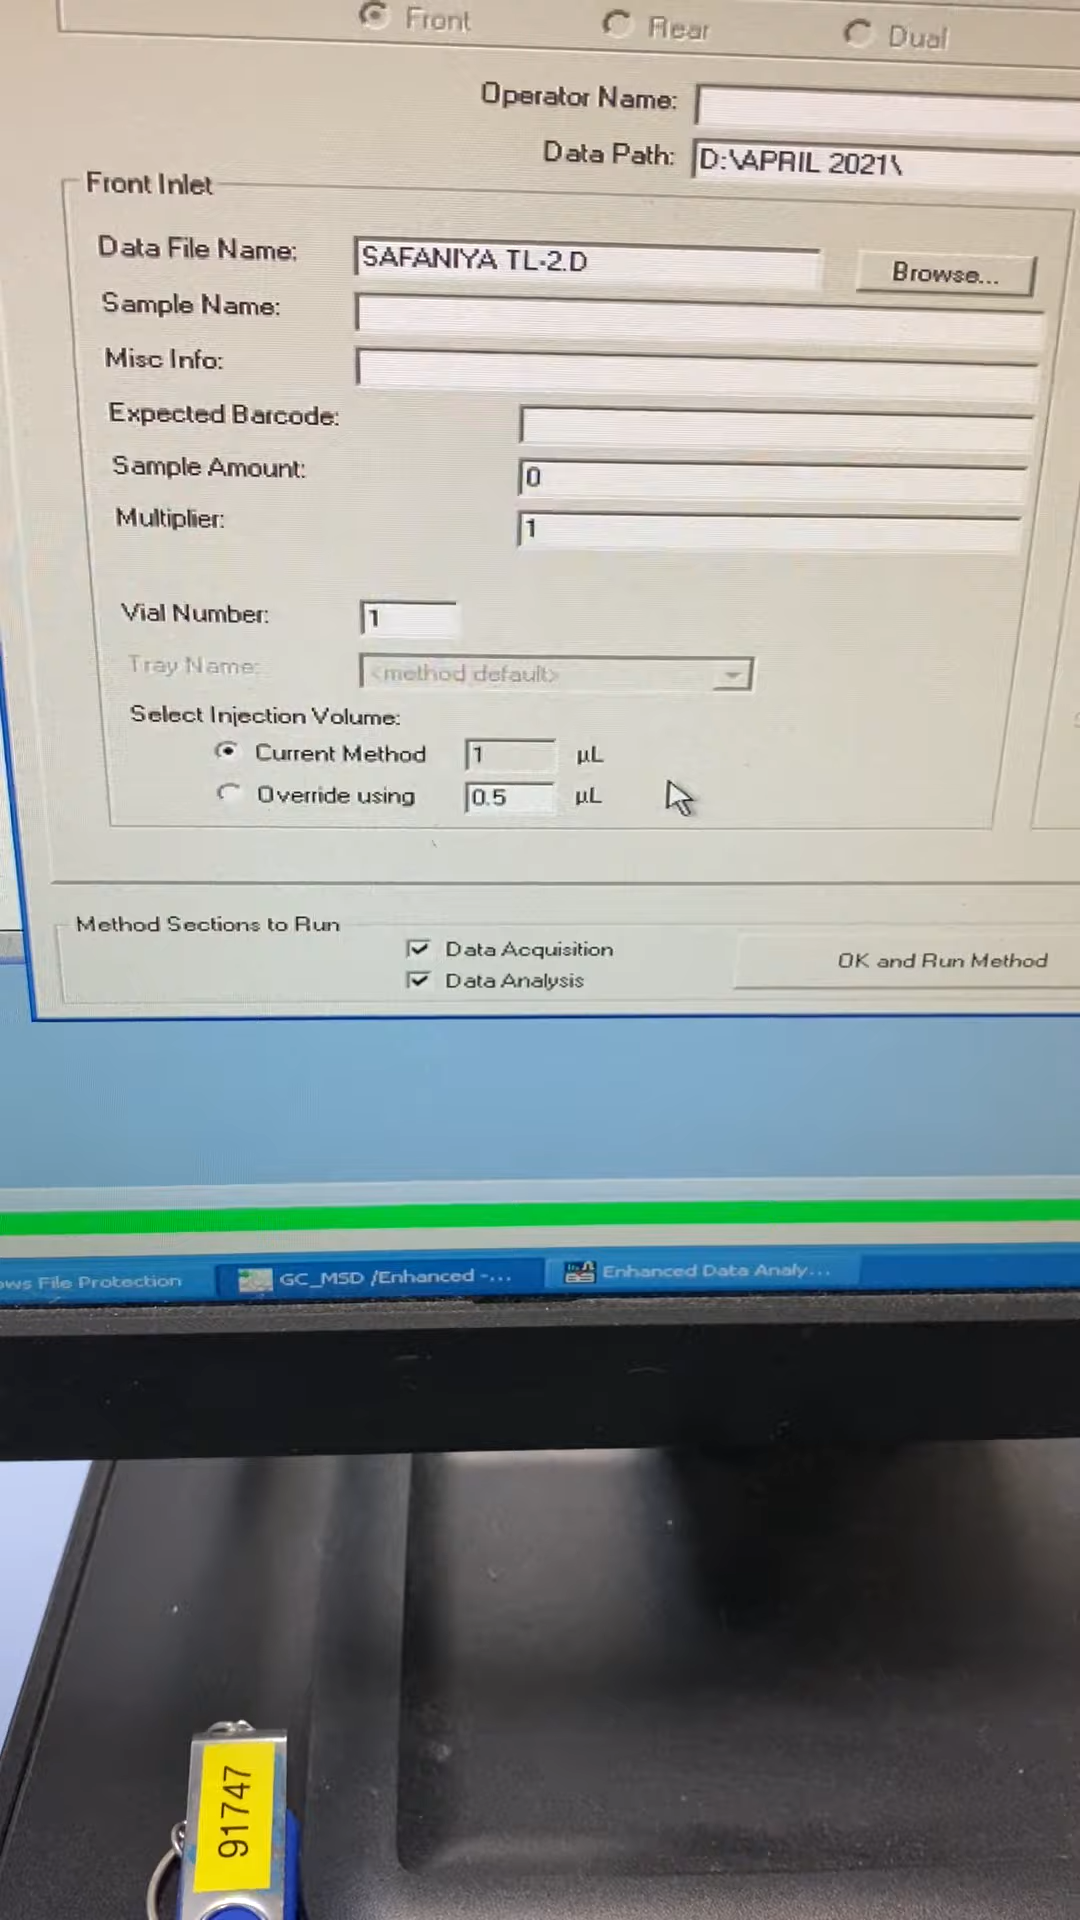 Front Rear Dual
Operator Name:
Data Path: D:\APRIL 2021\
Front Inlet
Data File Name: SAFANIYA TL-2.D Browse...
Sample Name:
Misc Info:
Expected Barcode:
Sample Amount: 0
Multiplier: 1
Vial Number: 1
Tray Name: <method default>
Select Injection Volume:
Current Method 1 µL
Override using 0.5 µL
Method Sections to Run
Data Acquisition
Data Analysis
OK and Run Method
ows File Protection GC_MSD /Enhanced -... Enhanced Data Analy...
91747